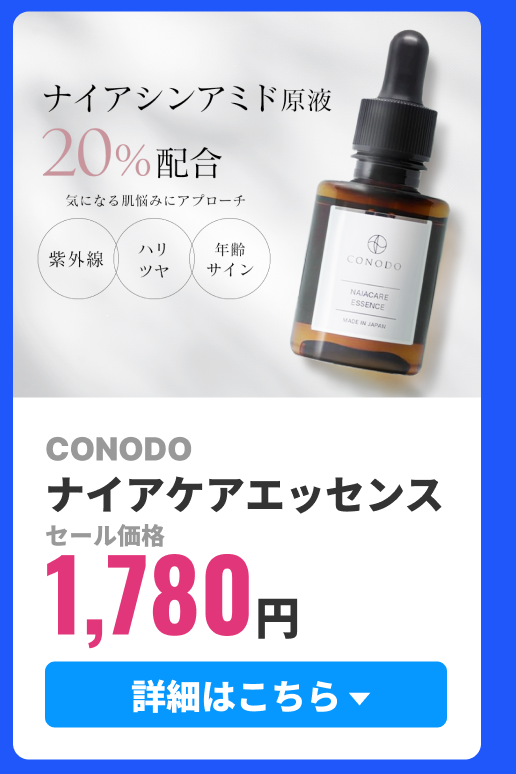 ナイアシンアミド原液
20%配合
気になる肌悩みにアプローチ
紫外線
ハリ
ツヤ
年齢
サイン
CONODO
NAIACARE
ESSENCE
MADE IN JAPAN
CONODO
ナイアケアエッセンス
セール価格
1,780円
詳細はこちら